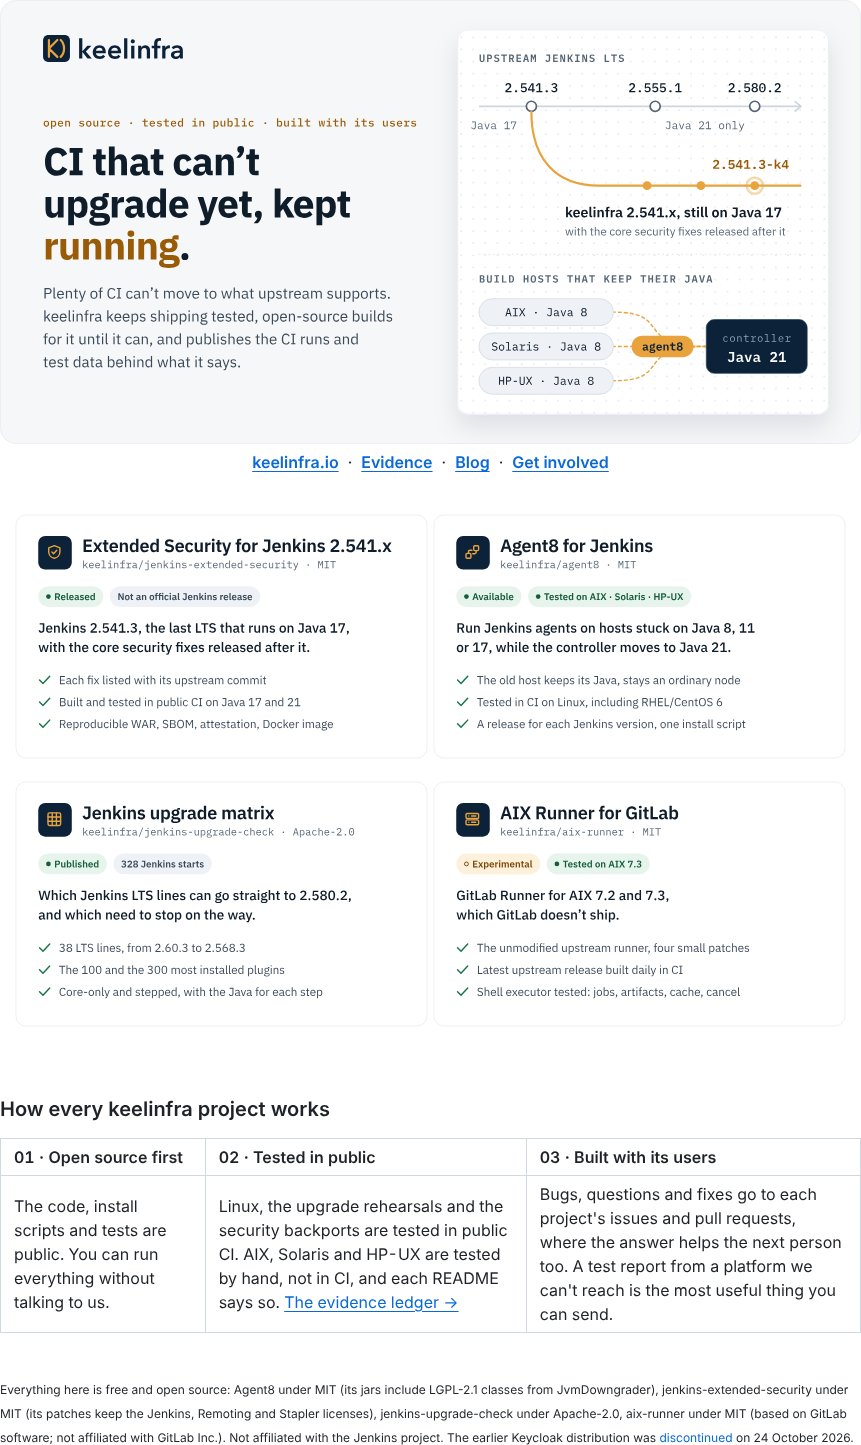 keelinfra
open source · tested in public · built with its users
CI that can’t
upgrade yet, kept
running.
Plenty of CI can’t move to what upstream supports.
keelinfra keeps shipping tested, open-source builds
for it until it can, and publishes the CI runs and
test data behind what it says.
UPSTREAM JENKINS LTS
2.541.3 2.555.1 2.580.2
Java 17 Java 21 only
2.541.3-k4
keelinfra 2.541.x, still on Java 17
with the core security fixes released after it
BUILD HOSTS THAT KEEP THEIR JAVA
AIX · Java 8
Solaris · Java 8
HP-UX · Java 8
agent8
controller
Java 21
keelinfra.io · Evidence · Blog · Get involved
Extended Security for Jenkins 2.541.x
keelinfra/jenkins-extended-security · MIT
Released Not an official Jenkins release
Jenkins 2.541.3, the last LTS that runs on Java 17,
with the core security fixes released after it.
Each fix listed with its upstream commit
Built and tested in public CI on Java 17 and 21
Reproducible WAR, SBOM, attestation, Docker image
Agent8 for Jenkins
keelinfra/agent8 · MIT
Available Tested on AIX · Solaris · HP-UX
Run Jenkins agents on hosts stuck on Java 8, 11
or 17, while the controller moves to Java 21.
The old host keeps its Java, stays an ordinary node
Tested in CI on Linux, including RHEL/CentOS 6
A release for each Jenkins version, one install script
Jenkins upgrade matrix
keelinfra/jenkins-upgrade-check · Apache-2.0
Published 328 Jenkins starts
Which Jenkins LTS lines can go straight to 2.580.2,
and which need to stop on the way.
38 LTS lines, from 2.60.3 to 2.568.3
The 100 and the 300 most installed plugins
Core-only and stepped, with the Java for each step
AIX Runner for GitLab
keelinfra/aix-runner · MIT
Experimental Tested on AIX 7.3
GitLab Runner for AIX 7.2 and 7.3,
which GitLab doesn’t ship.
The unmodified upstream runner, four small patches
Latest upstream release built daily in CI
Shell executor tested: jobs, artifacts, cache, cancel
How every keelinfra project works
01 · Open source first
The code, install
scripts and tests are
public. You can run
everything without
talking to us.
02 · Tested in public
Linux, the upgrade rehearsals and the
security backports are tested in public
CI. AIX, Solaris and HP-UX are tested
by hand, not in CI, and each README
says so. The evidence ledger →
03 · Built with its users
Bugs, questions and fixes go to each
project's issues and pull requests,
where the answer helps the next person
too. A test report from a platform we
can't reach is the most useful thing you
can send.
Everything here is free and open source: Agent8 under MIT (its jars include LGPL-2.1 classes from JvmDowngrader), jenkins-extended-security under
MIT (its patches keep the Jenkins, Remoting and Stapler licenses), jenkins-upgrade-check under Apache-2.0, aix-runner under MIT (based on GitLab
software; not affiliated with GitLab Inc.). Not affiliated with the Jenkins project. The earlier Keycloak distribution was discontinued on 24 October 2026.